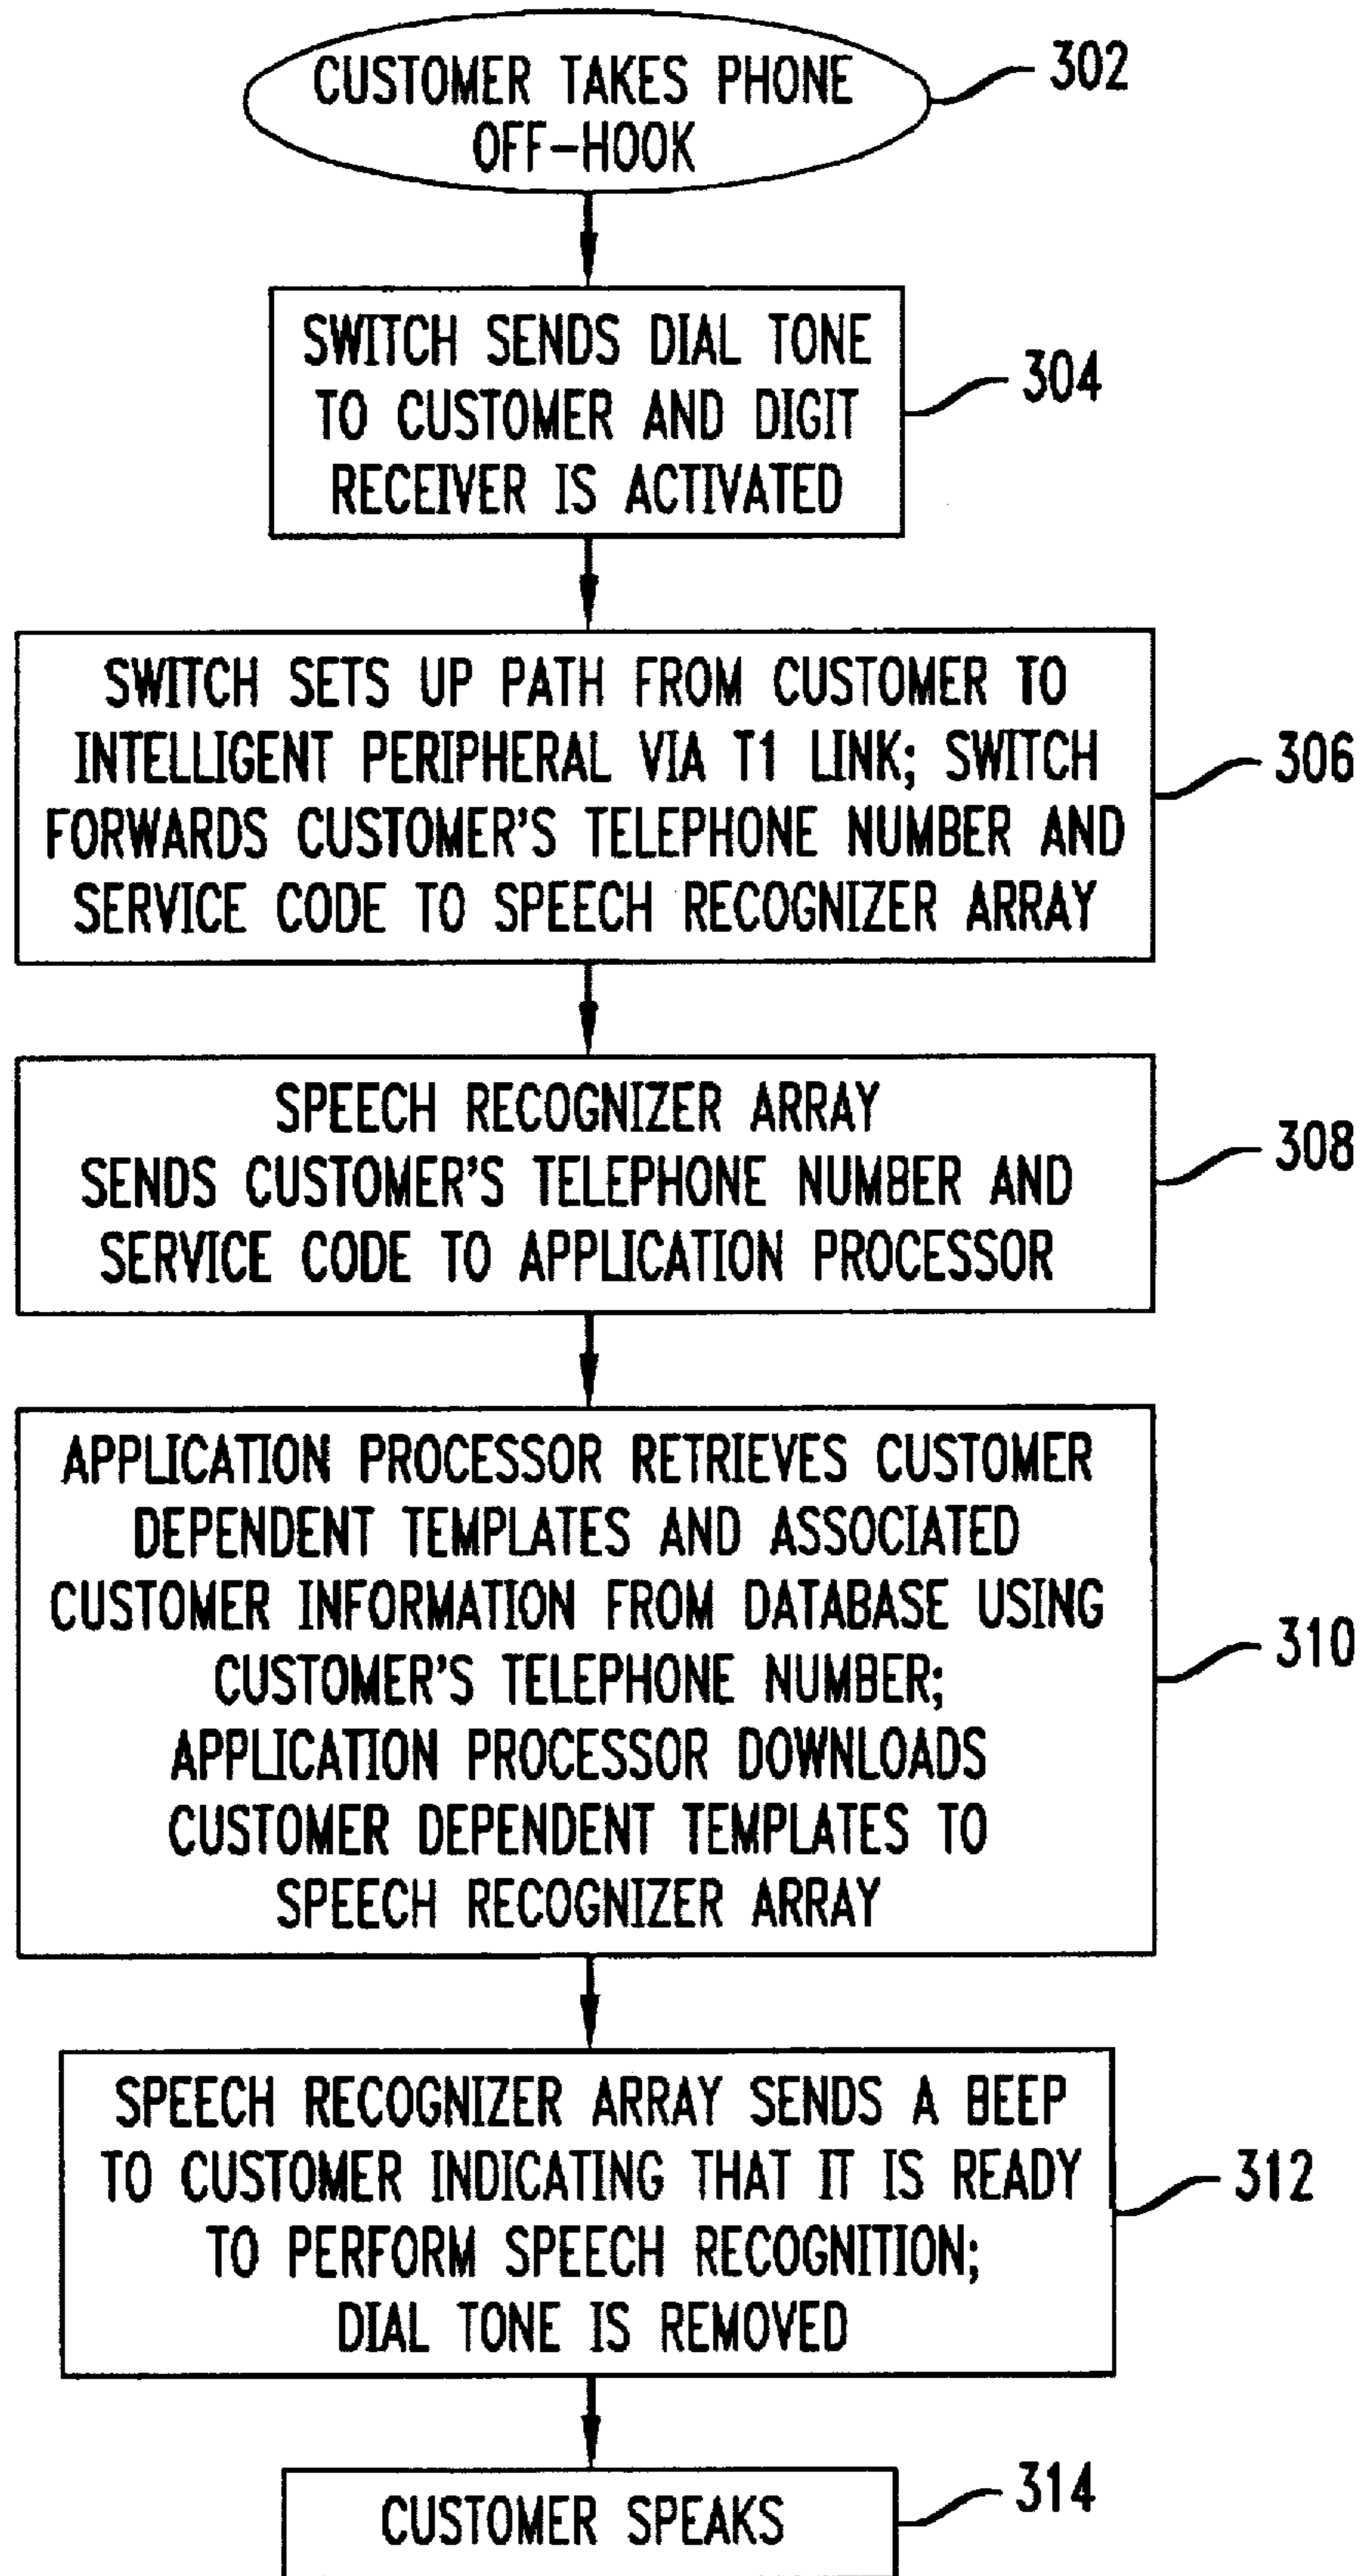 CUSTOMER TAKES PHONE
OFF-HOOK
302
SWITCH SENDS DIAL TONE
TO CUSTOMER AND DIGIT
RECEIVER IS ACTIVATED
304
SWITCH SETS UP PATH FROM CUSTOMER TO
INTELLIGENT PERIPHERAL VIA T1 LINK; SWITCH
FORWARDS CUSTOMER'S TELEPHONE NUMBER AND
SERVICE CODE TO SPEECH RECOGNIZER ARRAY
306
SPEECH RECOGNIZER ARRAY
SENDS CUSTOMER'S TELEPHONE NUMBER AND
SERVICE CODE TO APPLICATION PROCESSOR
308
APPLICATION PROCESSOR RETRIEVES CUSTOMER
DEPENDENT TEMPLATES AND ASSOCIATED
CUSTOMER INFORMATION FROM DATABASE USING
CUSTOMER'S TELEPHONE NUMBER;
APPLICATION PROCESSOR DOWNLOADS
CUSTOMER DEPENDENT TEMPLATES TO
SPEECH RECOGNIZER ARRAY
310
SPEECH RECOGNIZER ARRAY SENDS A BEEP
TO CUSTOMER INDICATING THAT IT IS READY
TO PERFORM SPEECH RECOGNITION;
DIAL TONE IS REMOVED
312
CUSTOMER SPEAKS
314